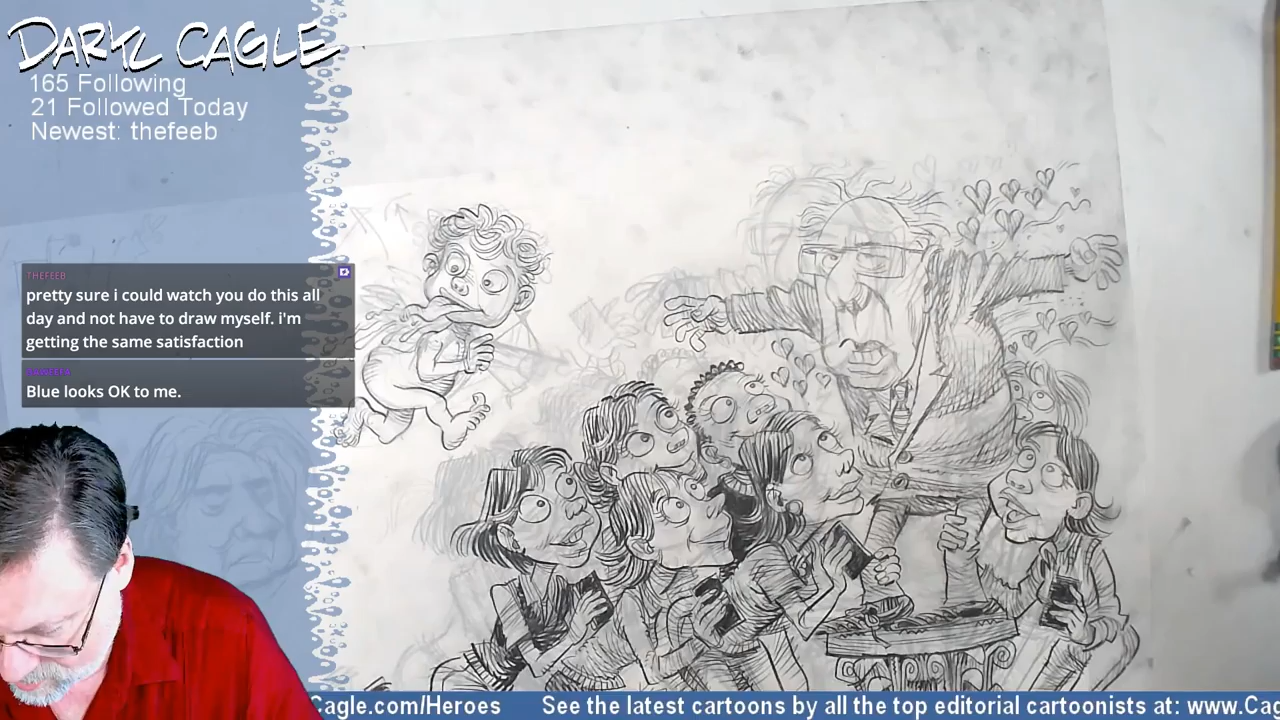 DARYL CAGLE
165 Following
21 Followed Today
Newest: thefeeb
THEFEEB
pretty sure i could watch you do this all
day and not have to draw myself. i'm
getting the same satisfaction
Blue looks OK to me.
Cagle.com/Heroes See the latest cartoons by all the top editorial cartoonists at: www.Cag